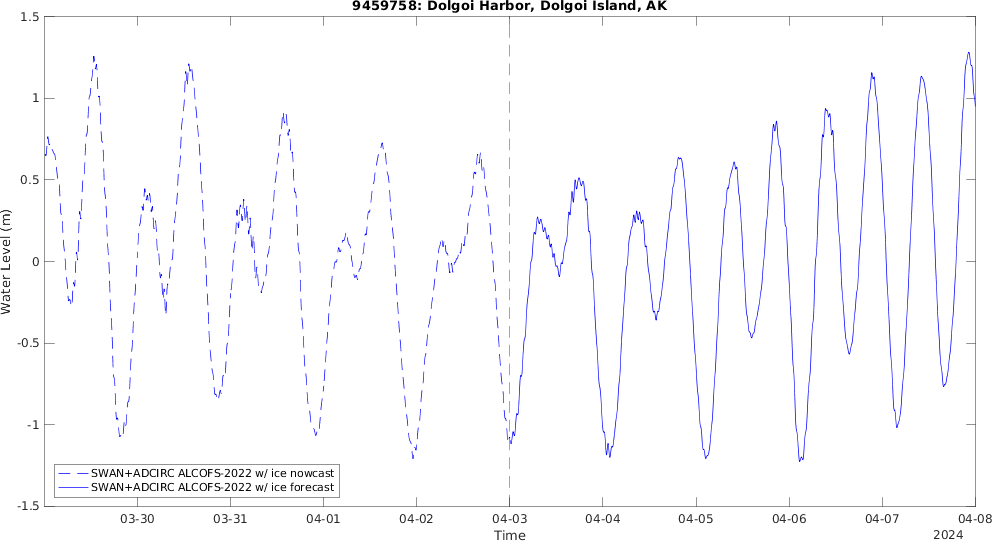 9459758: Dolgoi Harbor, Dolgoi Island, AK
1.5
1
0.5
0
-0.5
-1
-1.5
Water Level (m)
SWAN+ADCIRC ALCOFS-2022 w/ ice nowcast
SWAN+ADCIRC ALCOFS-2022 w/ ice forecast
03-30 03-31 04-01 04-02 04-03 04-04 04-05 04-06 04-07 04-08
Time
2024